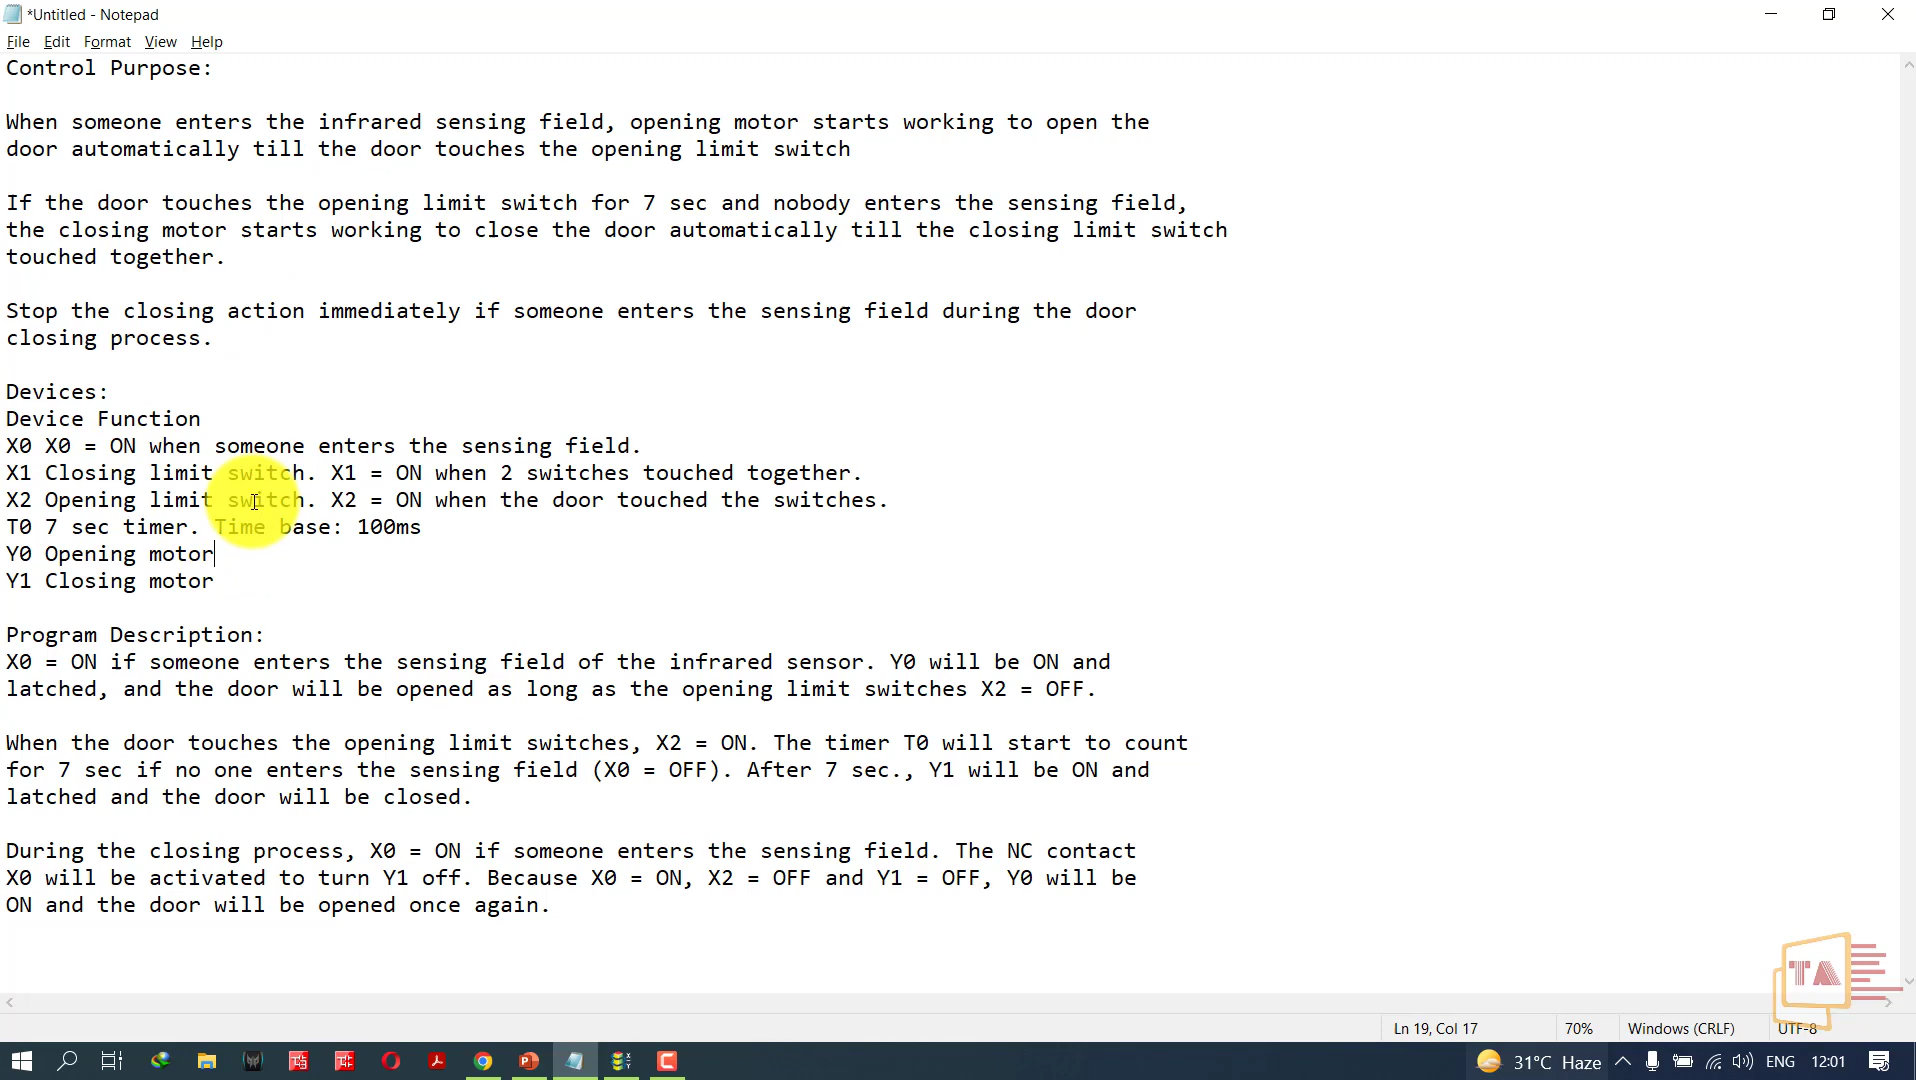 *Untitled - Notepad
File Edit Format View Help
Control Purpose:
When someone enters the infrared sensing field, opening motor starts working to open the
door automatically till the door touches the opening limit switch
If the door touches the opening limit switch for 7 sec and nobody enters the sensing field,
the closing motor starts working to close the door automatically till the closing limit switch
touched together.
Stop the closing action immediately if someone enters the sensing field during the door
closing process.
Devices:
Device Function
X0 X0 = ON when someone enters the sensing field.
X1 Closing limit switch. X1 = ON when 2 switches touched together.
X2 Opening limit switch. X2 = ON when the door touched the switches.
T0 7 sec timer. Time base: 100ms
Y0 Opening motor
Y1 Closing motor
Program Description:
X0 = ON if someone enters the sensing field of the infrared sensor. Y0 will be ON and
latched, and the door will be opened as long as the opening limit switches X2 = OFF.
When the door touches the opening limit switches, X2 = ON. The timer T0 will start to count
for 7 sec if no one enters the sensing field (X0 = OFF). After 7 sec., Y1 will be ON and
latched and the door will be closed.
During the closing process, X0 = ON if someone enters the sensing field. The NC contact
X0 will be activated to turn Y1 off. Because X0 = ON, X2 = OFF and Y1 = OFF, Y0 will be
ON and the door will be opened once again.
TA
Ln 19, Col 17 70% Windows (CRLF) UTF-8
31°C Haze ENG 12:01